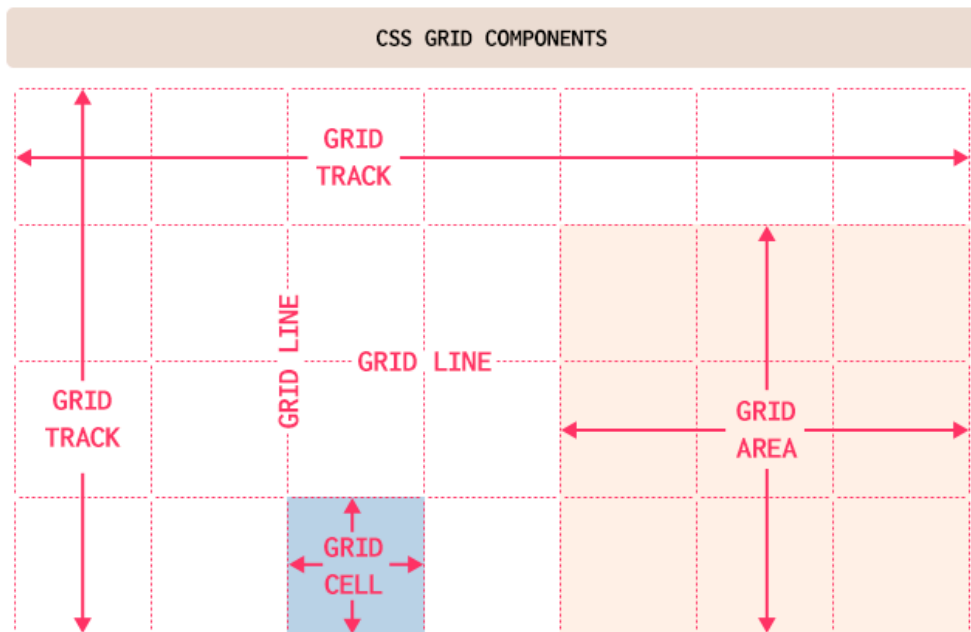 CSS GRID COMPONENTS
GRID
TRACK
GRID LINE
GRID LINE
GRID
TRACK
GRID
AREA
GRID
CELL